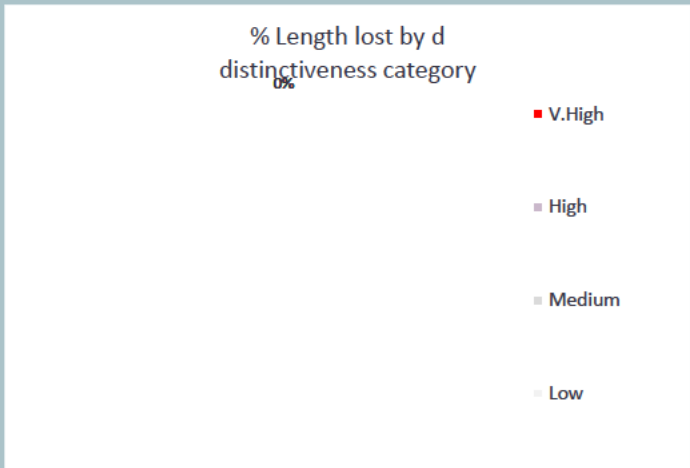 % Length lost by d
distinctiveness category
0%
V.High
High
Medium
Low